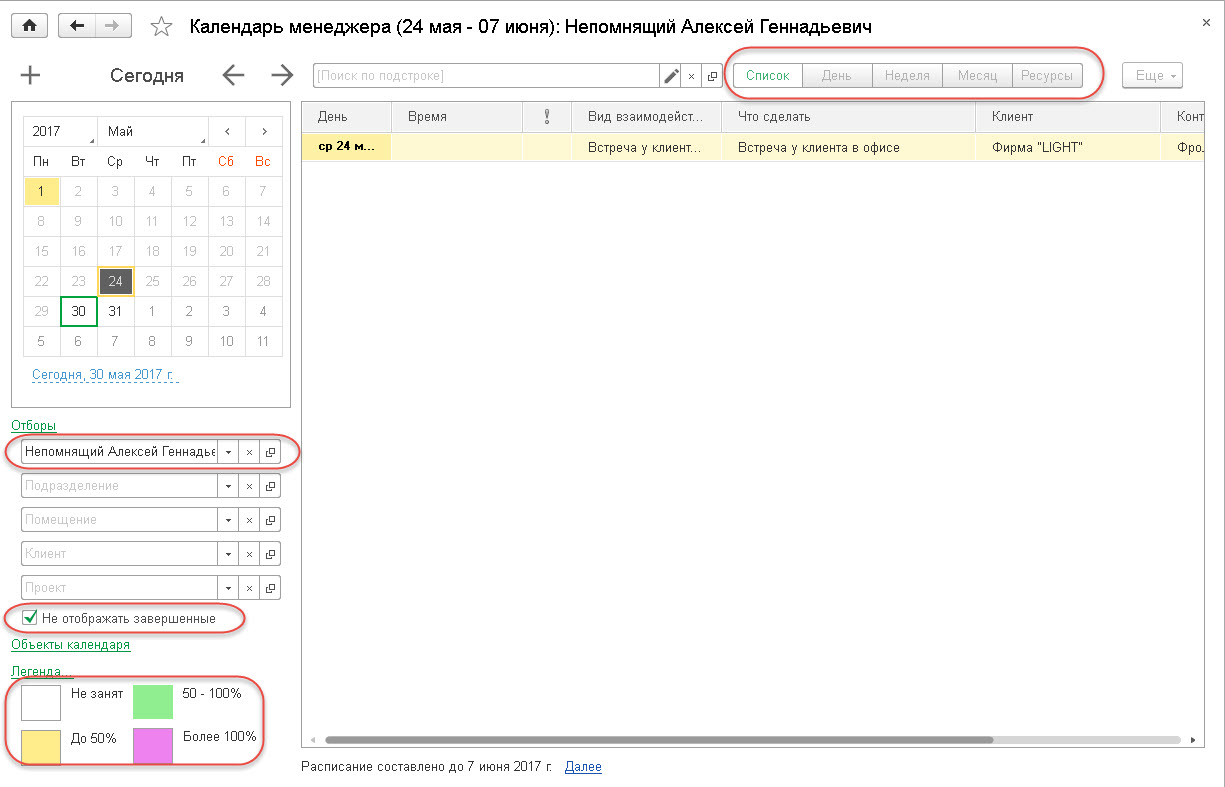 Календарь менеджера (24 мая - 07 июня): Непомнящий Алексей Геннадьевич
Сегодня
[Поиск по подстроке]
Список День Неделя Месяц Ресурсы
Еще
2017 Май
Пн Вт Ср Чт Пт Сб Вс
1 2 3 4 5 6 7
8 9 10 11 12 13 14
15 16 17 18 19 20 21
22 23 24 25 26 27 28
29 30 31 1 2 3 4
5 6 7 8 9 10 11
Сегодня, 30 мая 2017 г.
День Время ! Вид взаимодейст... Что сделать Клиент Конт
ср 24 м... Встреча у клиент... Встреча у клиента в офисе Фирма "LIGHT" Фро.
Отборы
Непомнящий Алексей Геннадье
Подразделение
Помещение
Клиент
Проект
Не отображать завершенные
Объекты календаря
Легенда...
Не занят 50 - 100%
До 50% Более 100%
Расписание составлено до 7 июня 2017 г. Далее